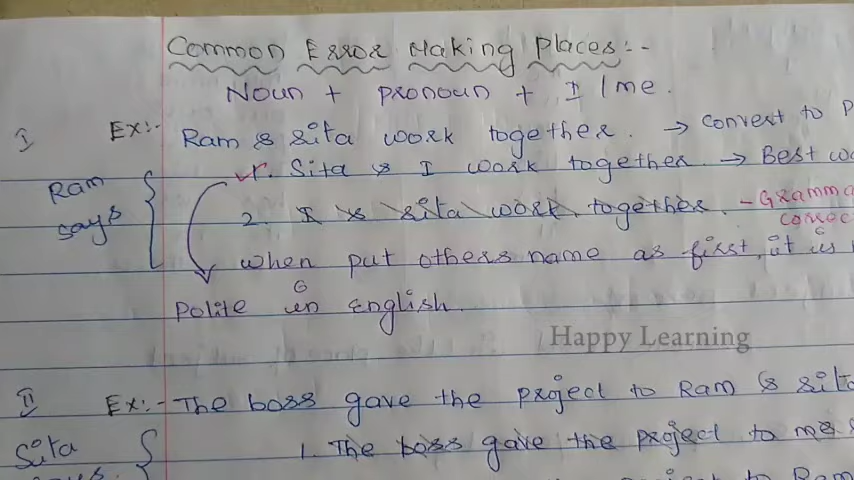 Common Error Making Places:-
Noun + pronoun + I / me.
I Ex:- Ram & sita work together. → Convert to P
Ram says
1. Sita & I work together. → Best
2. I & sita work together. - Gramma
correc
when put others name as first, it is
Polite in English.
Happy Learning
II Ex:- The boss gave the project to Ram & sita
Sita
1. The boss gave the project to me
to Ram